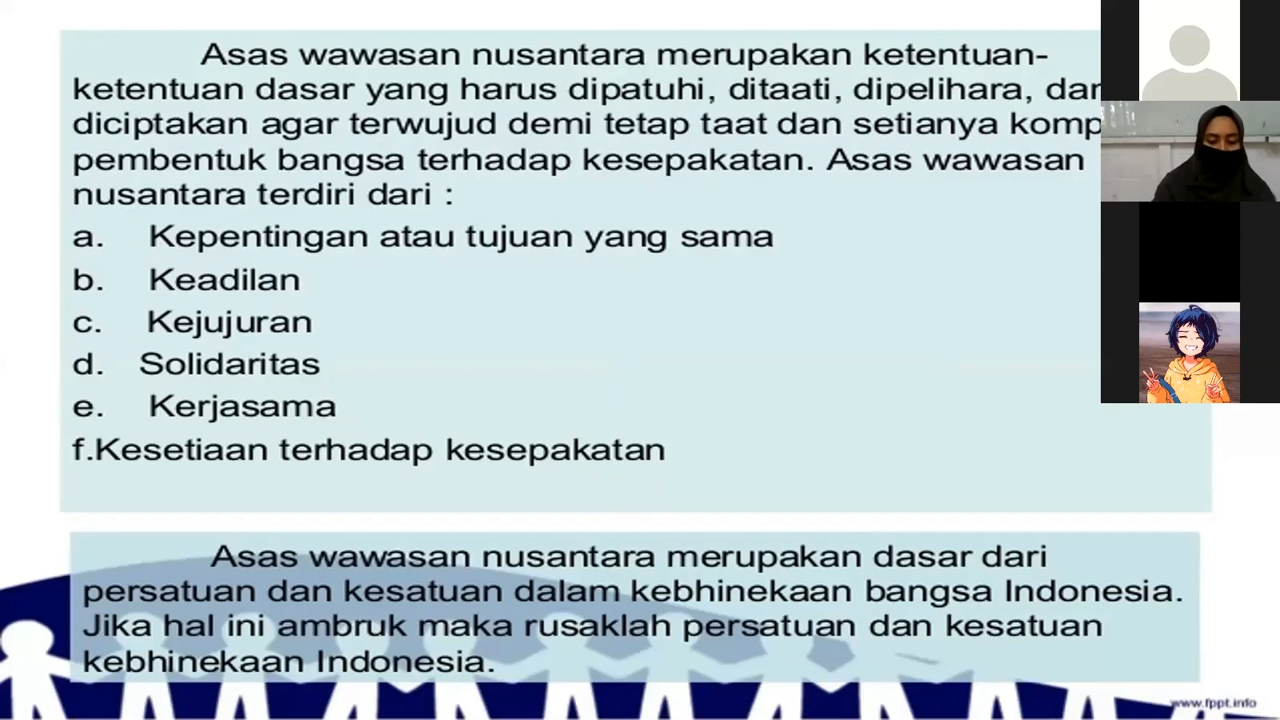 Asas wawasan nusantara merupakan ketentuan-
ketentuan dasar yang harus dipatuhi, ditaati, dipelihara, dan
diciptakan agar terwujud demi tetap taat dan setianya komp
pembentuk bangsa terhadap kesepakatan. Asas wawasan
nusantara terdiri dari :
a. Kepentingan atau tujuan yang sama
b. Keadilan
c. Kejujuran
d. Solidaritas
e. Kerjasama
f.Kesetiaan terhadap kesepakatan
Asas wawasan nusantara merupakan dasar dari
persatuan dan kesatuan dalam kebhinekaan bangsa Indonesia.
Jika hal ini ambruk maka rusaklah persatuan dan kesatuan
kebhinekaan Indonesia.
www.fppt.info